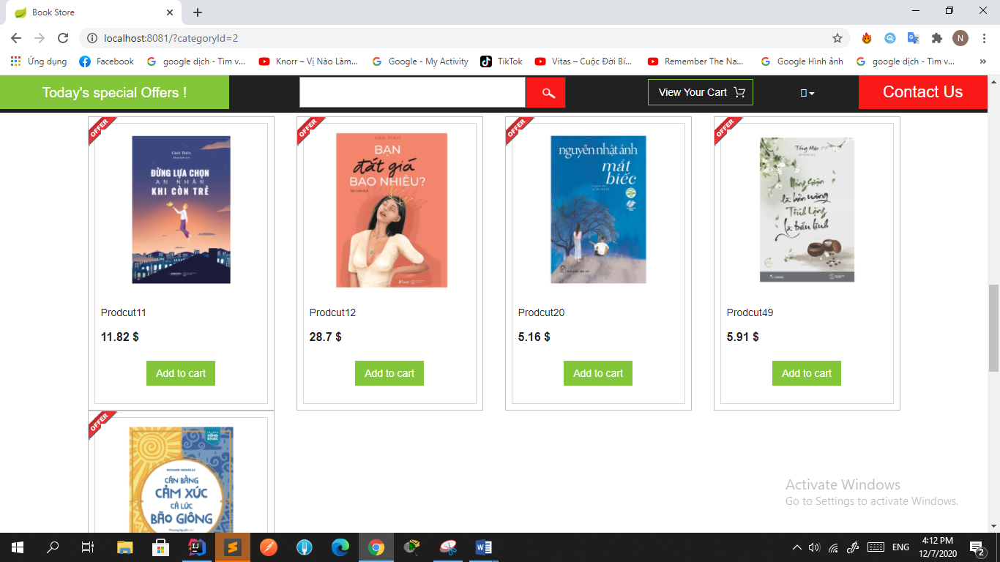 Book Store
localhost:8081/?categoryId=2
N
Ứng dụng
Facebook
google dịch - Tìm v...
Knorr – Vị Nào Làm...
Google - My Activity
TikTok
Vitas – Cuộc Đời Bí...
Remember The Na...
Google Hình ảnh
google dịch - Tìm v...
»
Today's special Offers !
View Your Cart
Contact Us
OFFER
OFFER
OFFER
OFFER
Cảnh Thiên
ĐỪNG LỰA CHỌN
AN NHÀN
KHI CÒN TRẺ
VÃN TÌNH
BẠN
đắt giá
BAO NHIÊU?
nguyễn nhật ánh
mắt
biếc
Tống Mặc
Nóng Giận
là bản năng
Tĩnh Lặng
là bản lĩnh
Prodcut11
Prodcut12
Prodcut20
Prodcut49
11.82 $
28.7 $
5.16 $
5.91 $
Add to cart
Add to cart
Add to cart
Add to cart
OFFER
RICHARD NICHOLLS
CÂN BẰNG
CẢM XÚC
CẢ LÚC
BÃO GIÔNG
Activate Windows
Go to Settings to activate Windows.
ENG
4:12 PM
12/7/2020
2